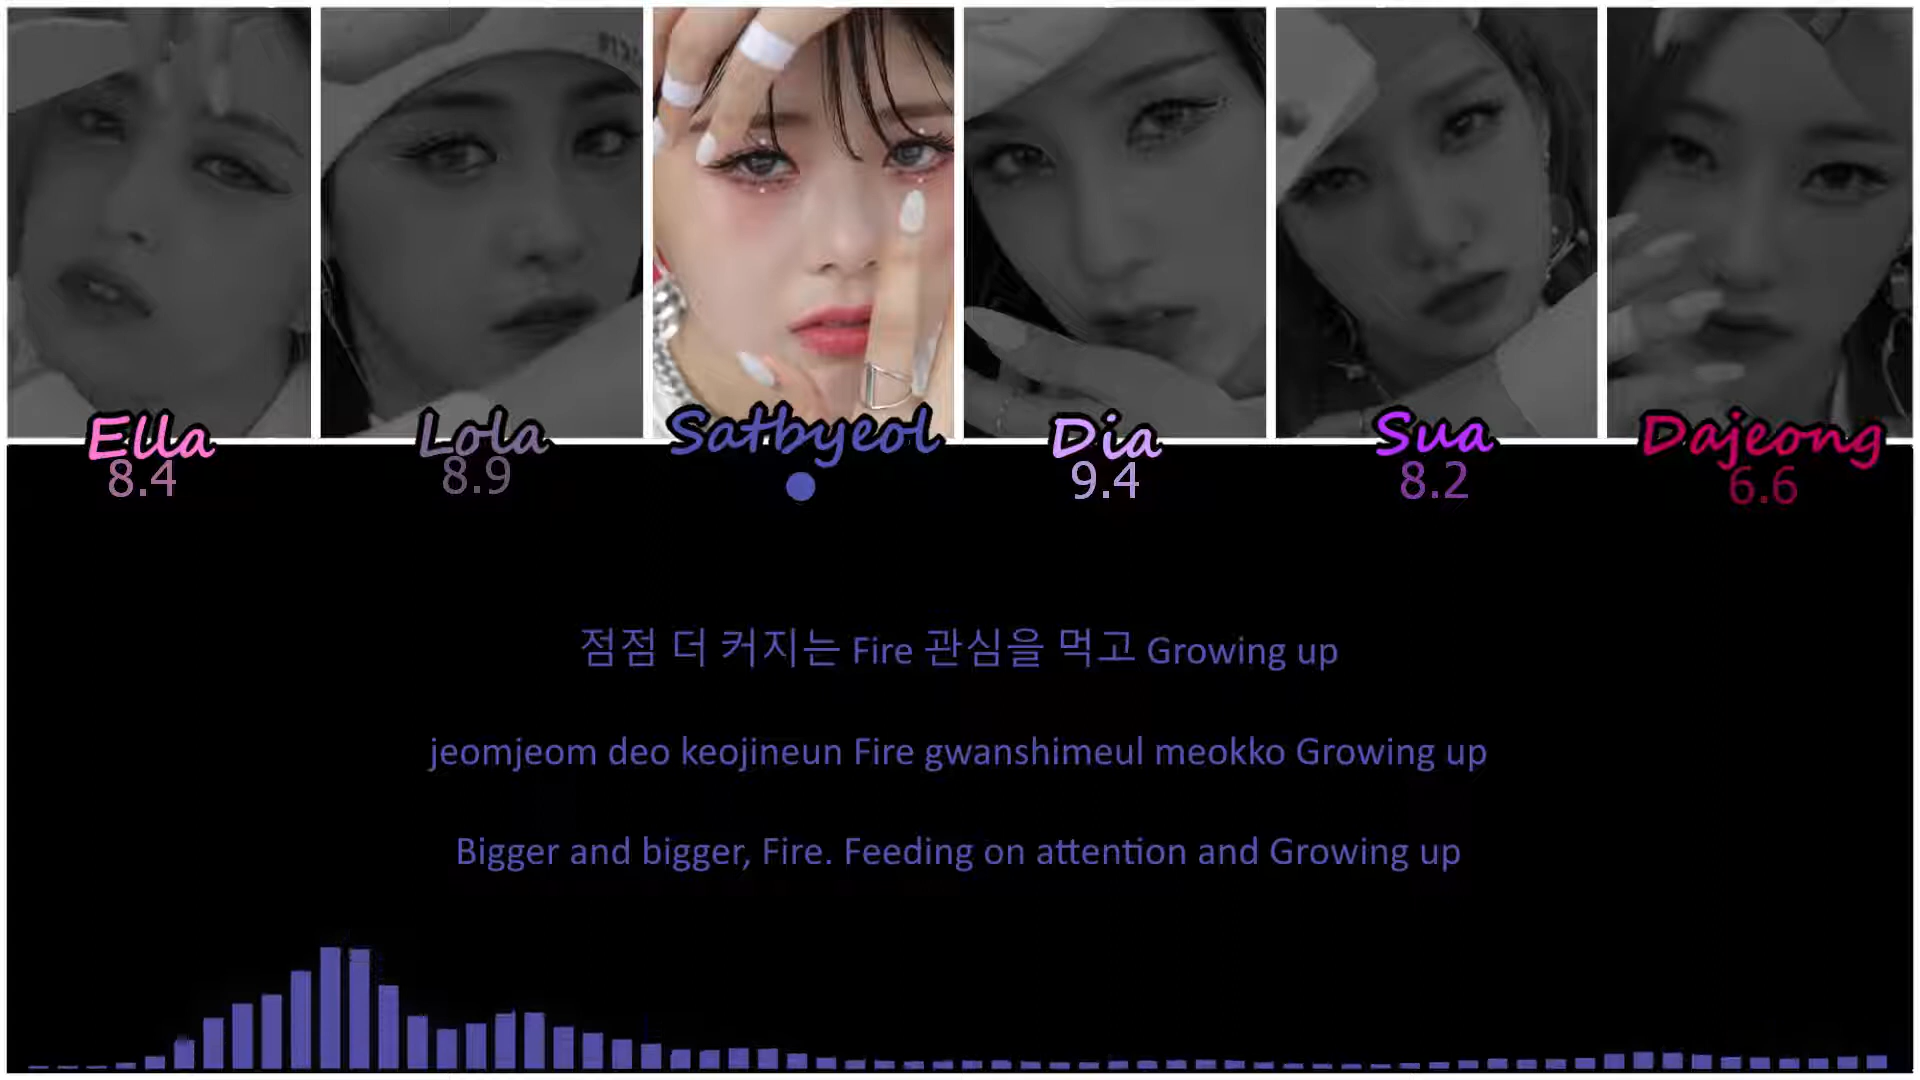 Ella Lola Satbyeol Dia Sua Dajeong
8.4 8.9 9.4 8.2 6.6
점점 더 커지는 Fire 관심을 먹고 Growing up
jeomjeom deo keojineun Fire gwanshimeul meokko Growing up
Bigger and bigger, Fire. Feeding on attention and Growing up